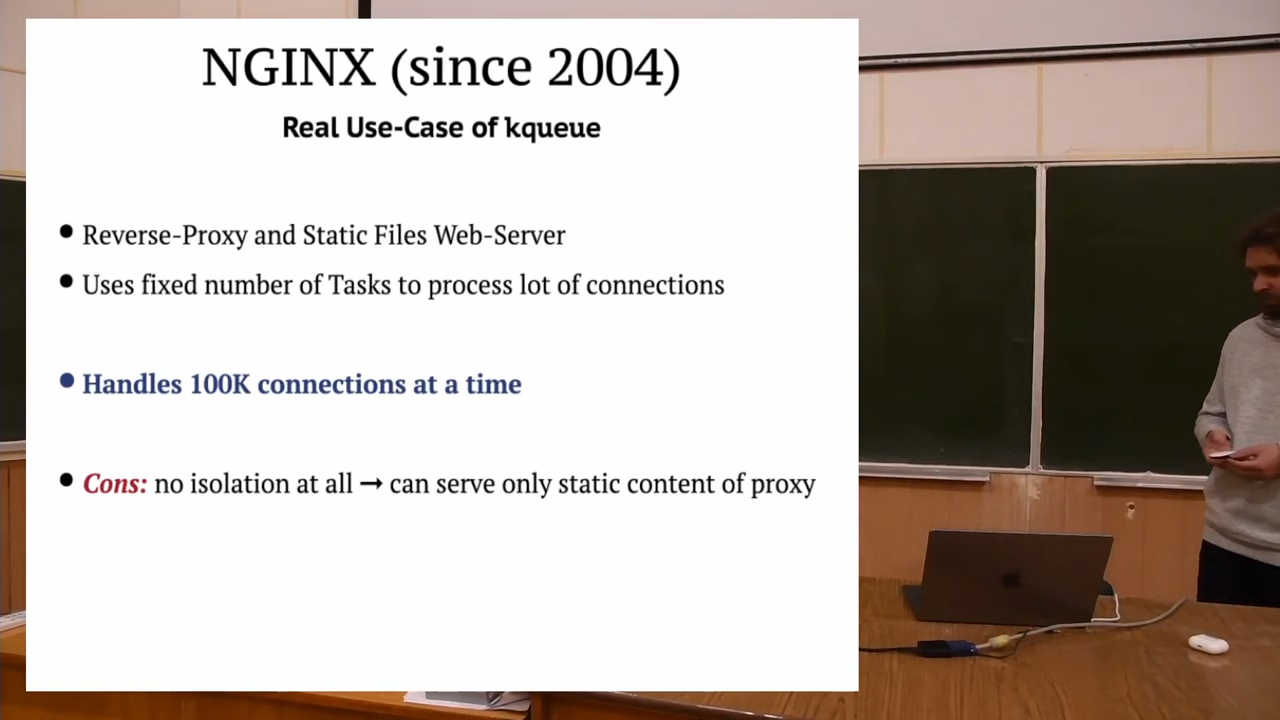 NGINX (since 2004)
Real Use-Case of kqueue
• Reverse-Proxy and Static Files Web-Server
• Uses fixed number of Tasks to process lot of connections
• Handles 100K connections at a time
• Cons: no isolation at all → can serve only static content of proxy